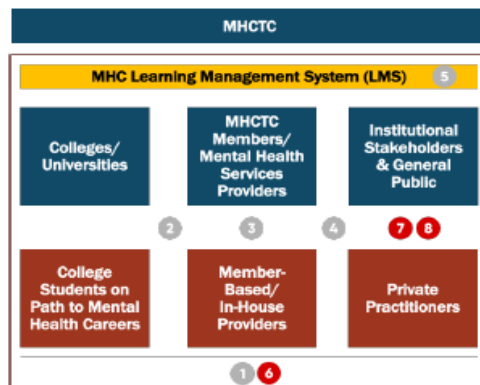 MHCTC
MHC Learning Management System (LMS) 5
Colleges/
Universities
MHCTC
Members/
Mental Health
Services
Providers
Institutional
Stakeholders
& General
Public
2
3
4
7 8
College
Students on
Path to Mental
Health Careers
Member-
Based/
In-House
Providers
Private
Practitioners
1 6